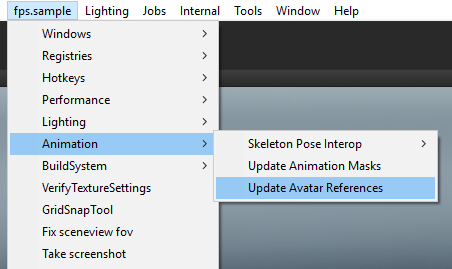 fps.sample Lighting Jobs Internal Tools Window Help
Windows
Registries
Hotkeys
Performance
Lighting
Animation
BuildSystem
VerifyTextureSettings
GridSnapTool
Fix sceneview fov
Take screenshot
Skeleton Pose Interop
Update Animation Masks
Update Avatar References